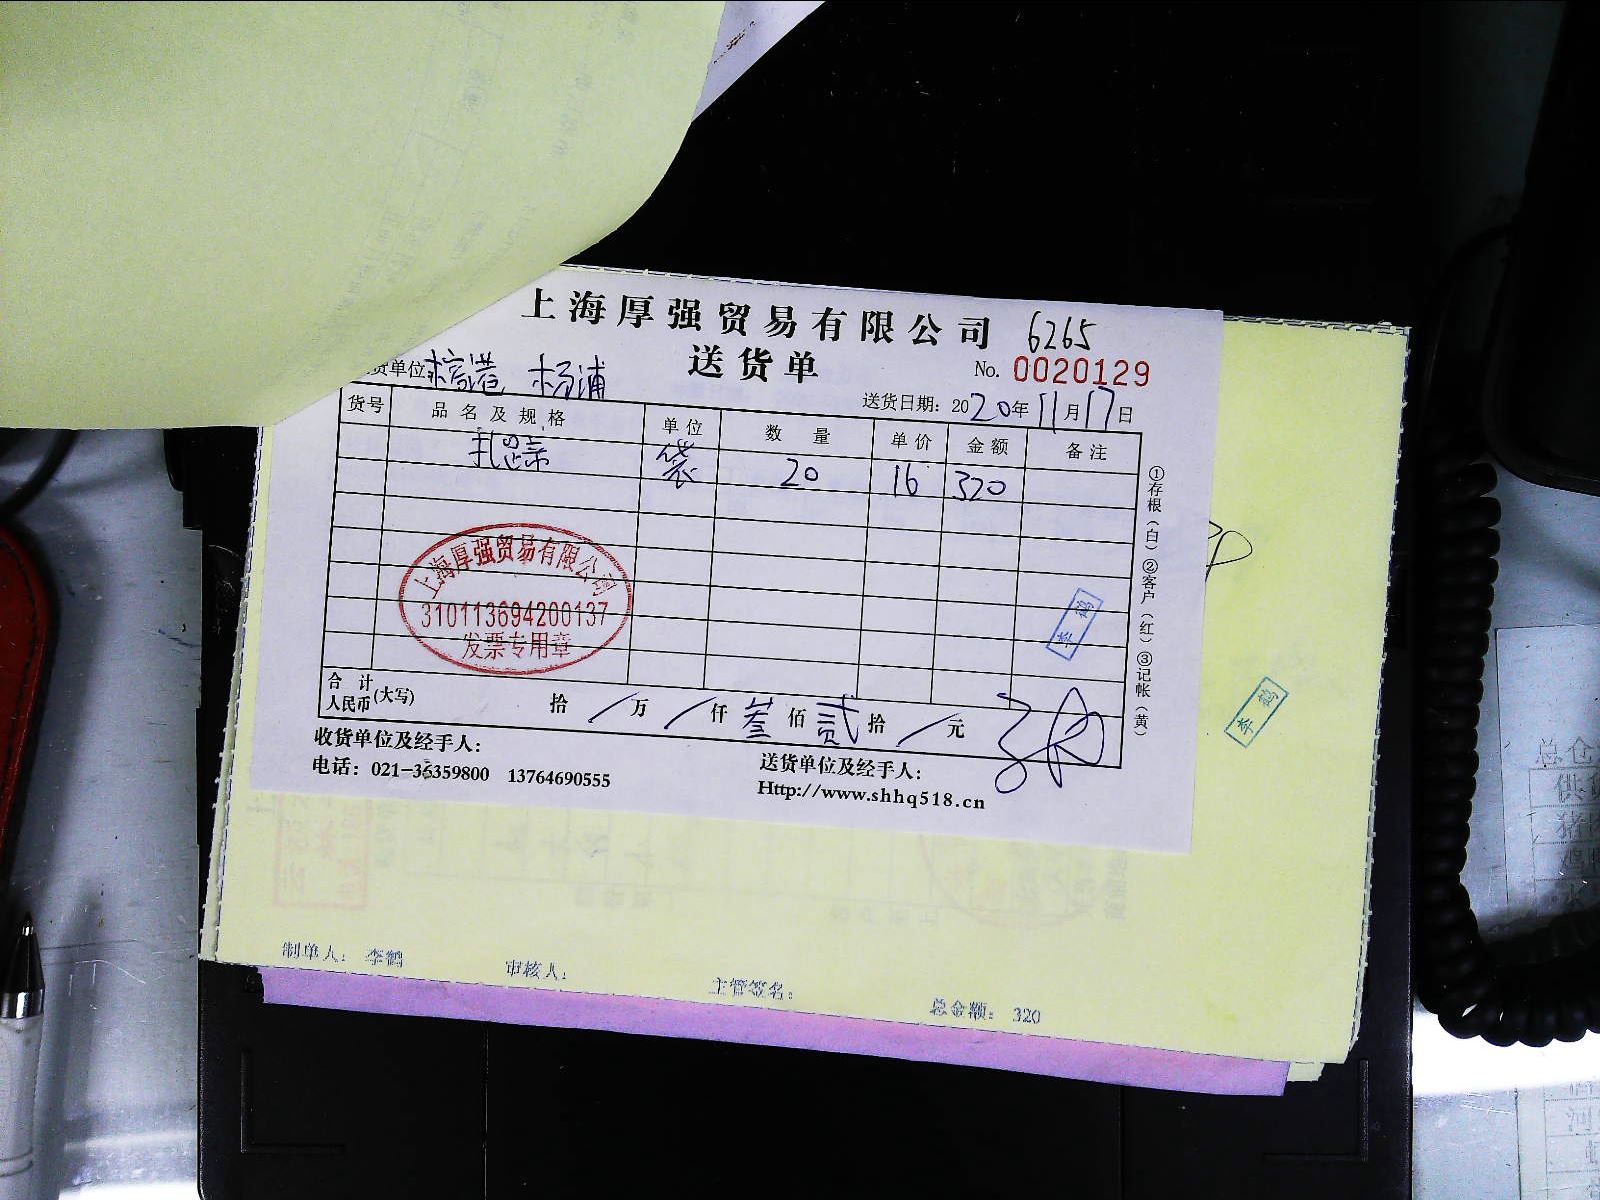 上海厚强贸易有限公司 6265
送货单 No. 0020129
货单位 杨浦
送货日期：2020年11月17日
货号 品名及规格 单位 数量 单价 金额 备注
袋 20 16 320
上海厚强贸易有限公司
310113694200137
发票专用章
李鹤
李鹤
合计人民币(大写) 拾 / 万 / 仟 叁 佰 贰 拾 / 元
收货单位及经手人：
送货单位及经手人：
电话：021-36359800 13764690555
Http://www.shhq518.cn
①存根（白）②客户（红）③记帐（黄）
制单人：李鹤 审核人： 主管签名： 总金额：320
总仓